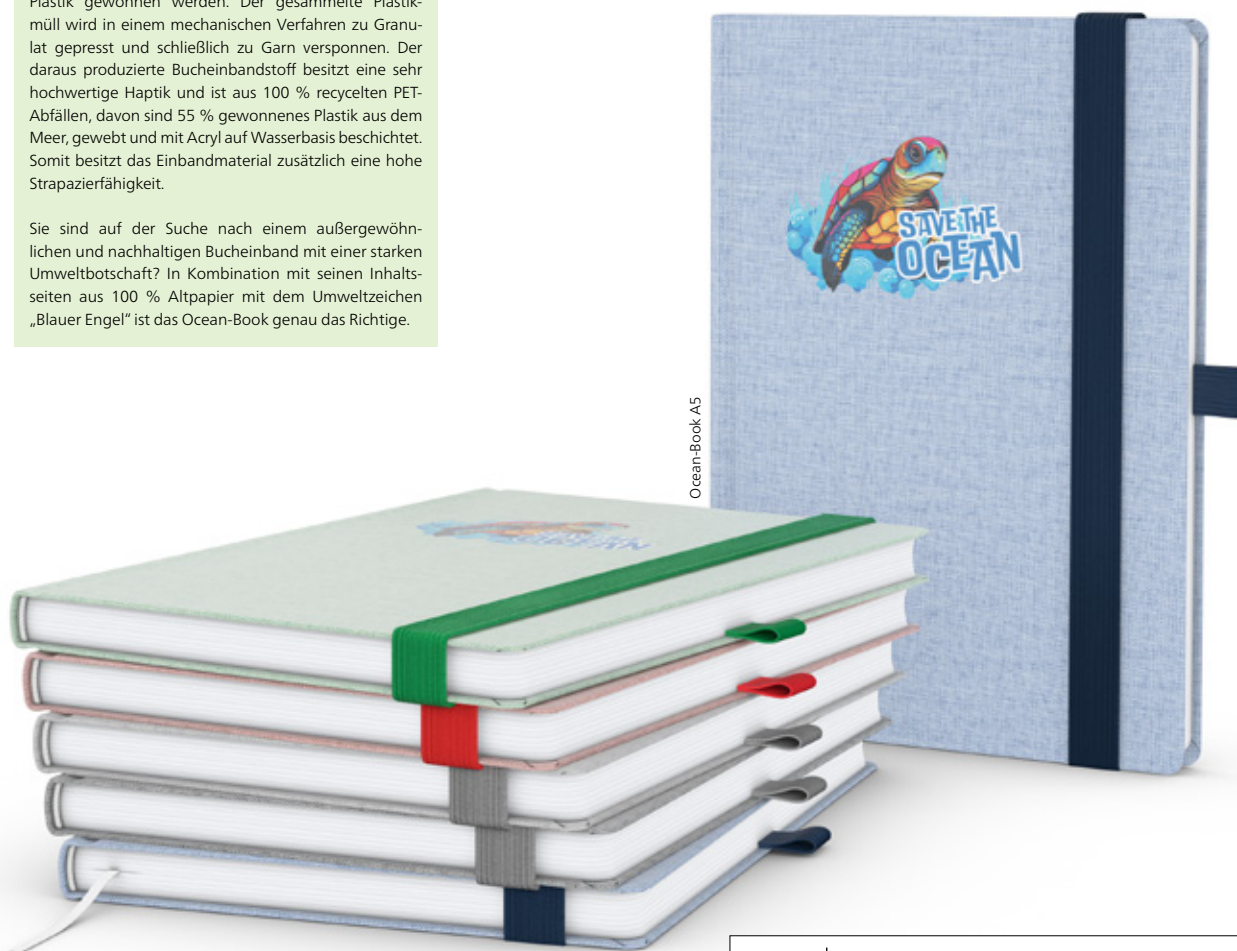 Plastik gewonnen werden. Der gesammelte Plastik-
müll wird in einem mechanischen Verfahren zu Granu-
lat gepresst und schließlich zu Garn versponnen. Der
daraus produzierte Bucheinbandstoff besitzt eine sehr
hochwertige Haptik und ist aus 100 % recycelten PET-
Abfällen, davon sind 55 % gewonnenes Plastik aus dem
Meer, gewebt und mit Acryl auf Wasserbasis beschichtet.
Somit besitzt das Einbandmaterial zusätzlich eine hohe
Strapazierfähigkeit.
Sie sind auf der Suche nach einem außergewöhn-
lichen und nachhaltigen Bucheinband mit einer starken
Umweltbotschaft? In Kombination mit seinen Inhalts-
seiten aus 100 % Altpapier mit dem Umweltzeichen
„Blauer Engel“ ist das Ocean-Book genau das Richtige.
SAVE THE
OCEAN
Ocean-Book A5